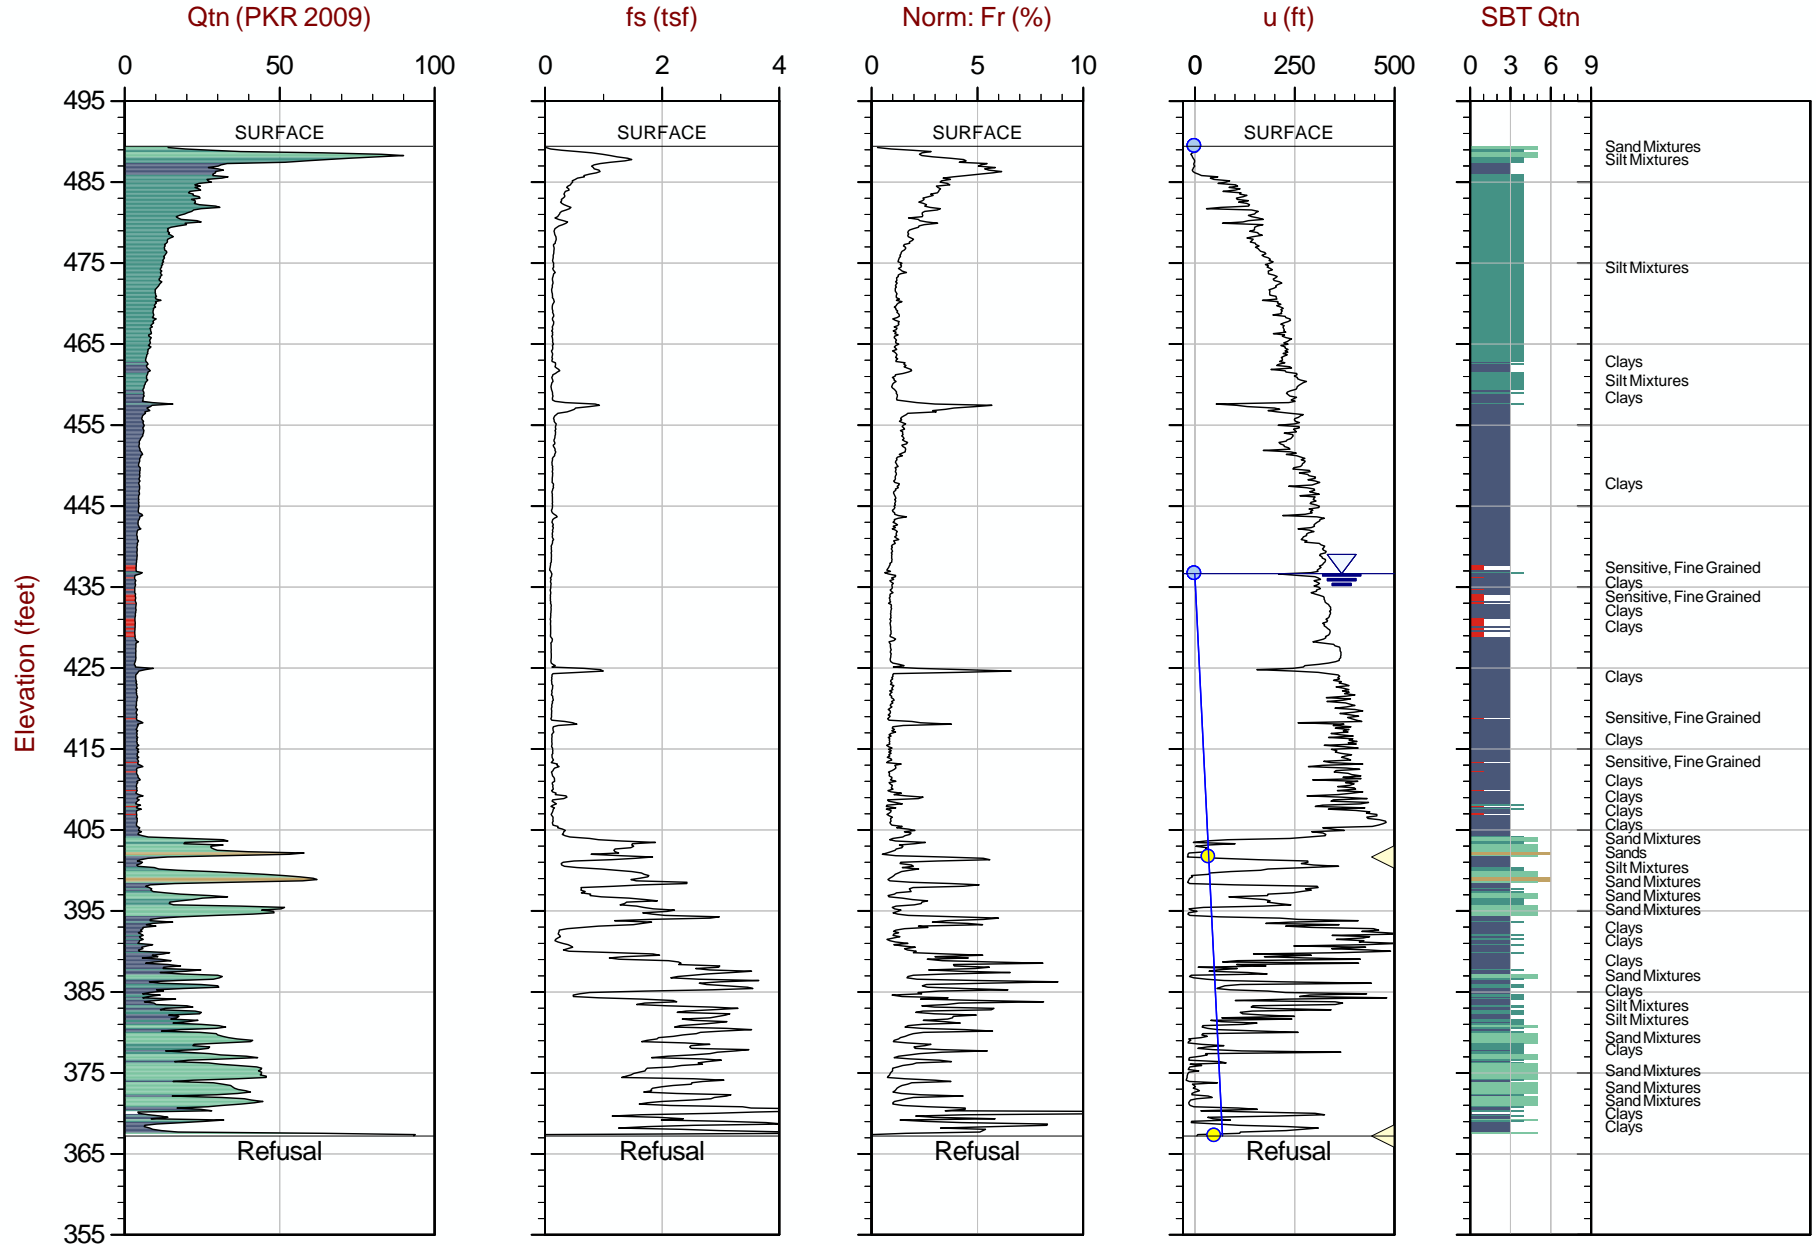 Qtn (PKR 2009)
fs (tsf)
Norm: Fr (%)
u (ft)
SBT Qtn
0 50 100
0 2 4
0 5 10
0 250 500
0 3 6 9
Elevation (feet)
495
485
475
465
455
445
435
425
415
405
395
385
375
365
355
SURFACE
SURFACE
SURFACE
SURFACE
Refusal
Refusal
Refusal
Refusal
Sand Mixtures
Silt Mixtures
Silt Mixtures
Clays
Silt Mixtures
Clays
Clays
Sensitive, Fine Grained
Clays
Sensitive, Fine Grained
Clays
Clays
Clays
Sensitive, Fine Grained
Clays
Sensitive, Fine Grained
Clays
Clays
Clays
Clays
Sand Mixtures
Sands
Silt Mixtures
Sand Mixtures
Sand Mixtures
Sand Mixtures
Clays
Clays
Clays
Sand Mixtures
Clays
Silt Mixtures
Silt Mixtures
Sand Mixtures
Clays
Sand Mixtures
Sand Mixtures
Sand Mixtures
Clays
Clays